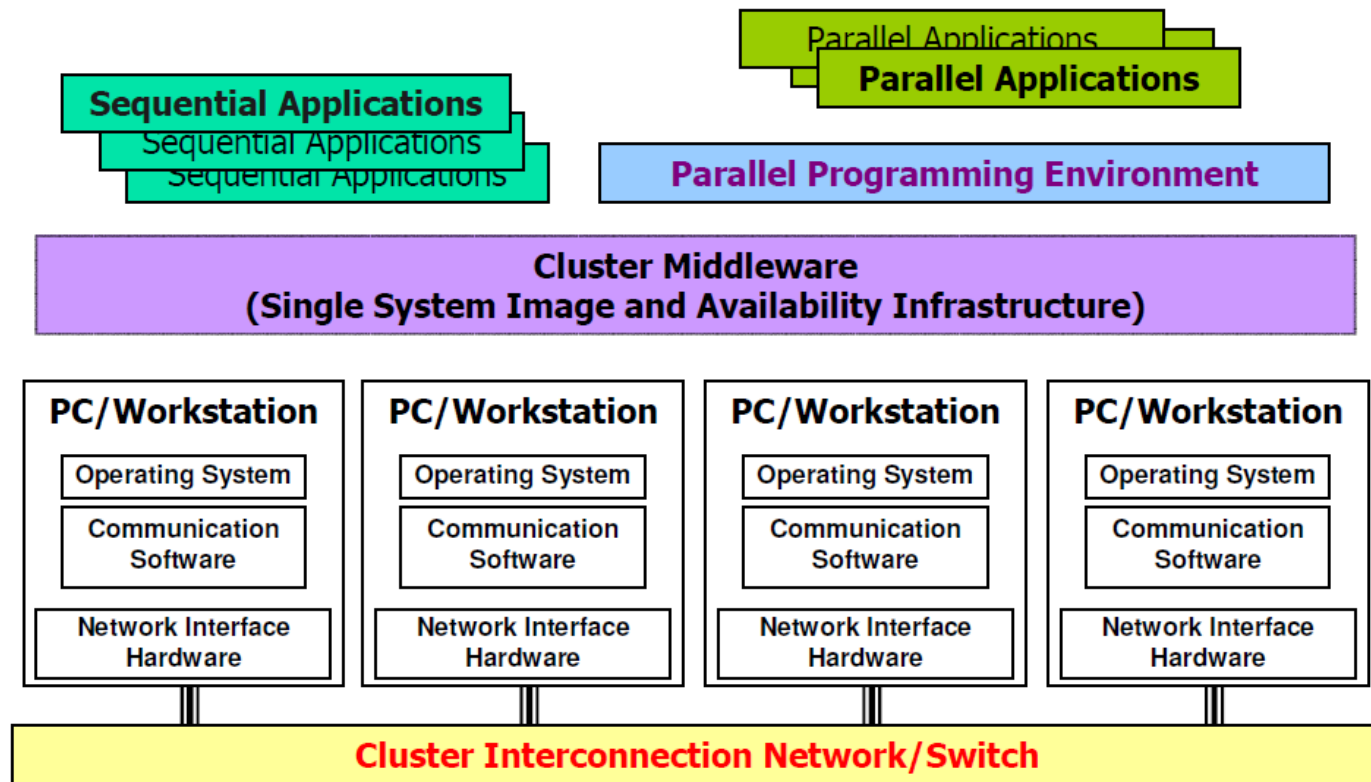 Parallel Applications
Parallel Applications
Sequential Applications
Sequential Applications
Sequential Applications
Parallel Programming Environment
Cluster Middleware
(Single System Image and Availability Infrastructure)
PC/Workstation
Operating System
Communication
Software
Network Interface
Hardware
PC/Workstation
Operating System
Communication
Software
Network Interface
Hardware
PC/Workstation
Operating System
Communication
Software
Network Interface
Hardware
PC/Workstation
Operating System
Communication
Software
Network Interface
Hardware
Cluster Interconnection Network/Switch